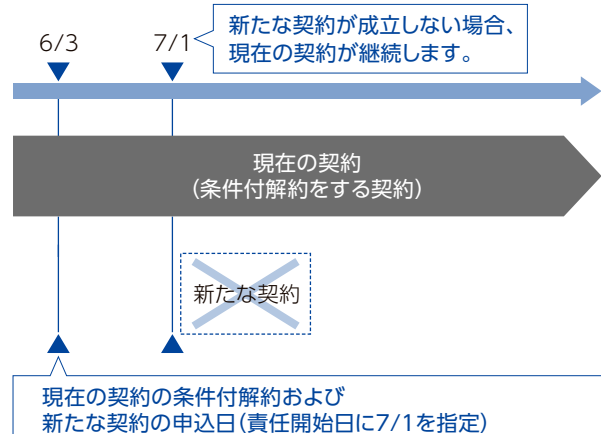 6/3
7/1
新たな契約が成立しない場合、
現在の契約が継続します。
現在の契約
(条件付解約をする契約)
新たな契約
現在の契約の条件付解約および
新たな契約の申込日(責任開始日に7/1を指定)